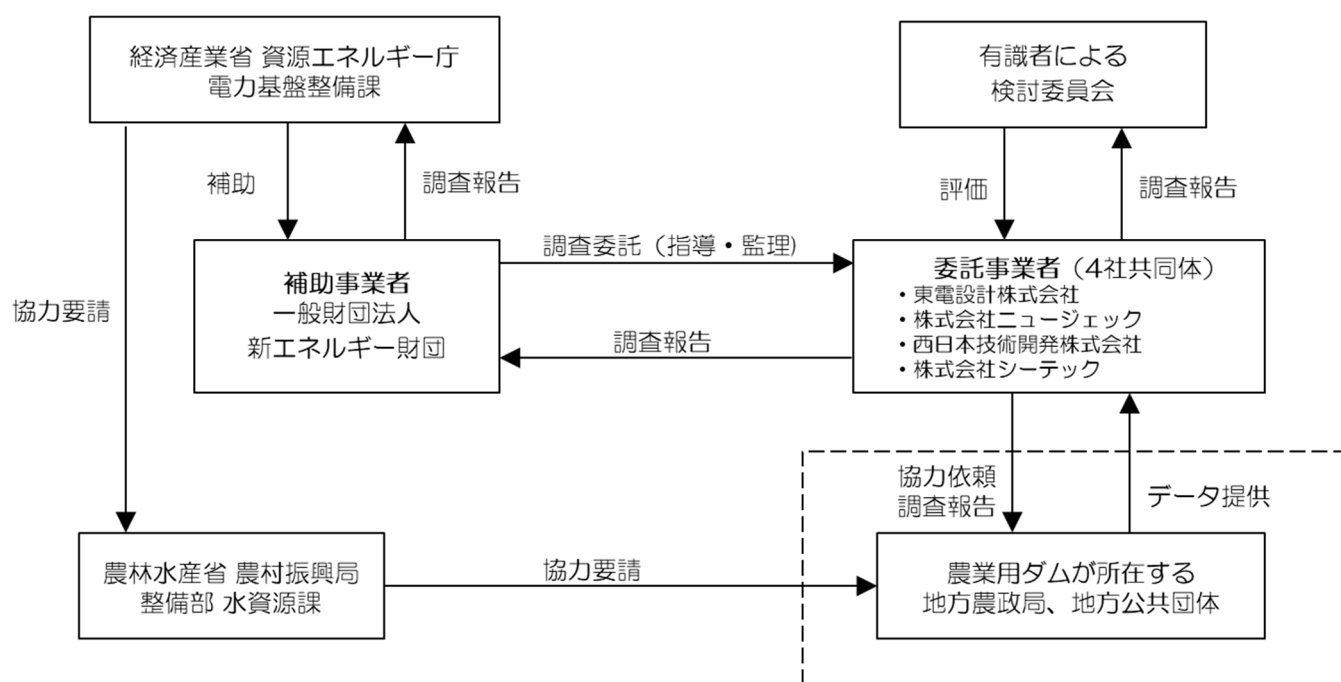 経済産業省 資源エネルギー庁
電力基盤整備課
有識者による
検討委員会
補助
調査報告
評価
調査報告
協力要請
補助事業者
一般財団法人
新エネルギー財団
調査委託（指導・監理)
調査報告
委託事業者（4社共同体）
・東電設計株式会社
・株式会社ニュージェック
・西日本技術開発株式会社
・株式会社シーテック
協力依頼
調査報告
データ提供
農林水産省 農村振興局
整備部 水資源課
協力要請
農業用ダムが所在する
地方農政局、地方公共団体